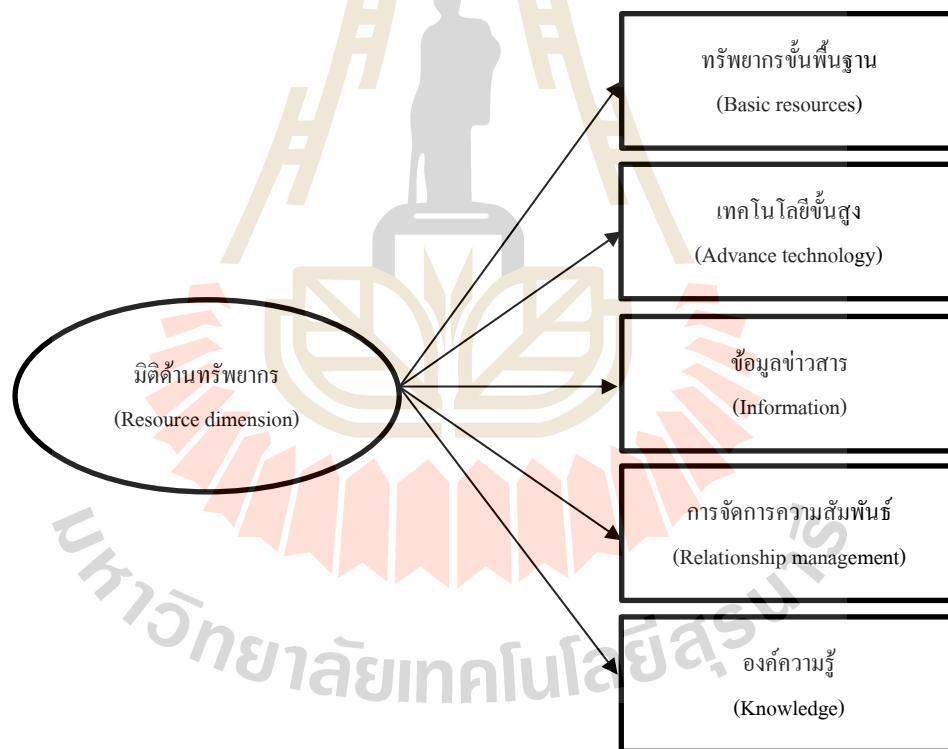 ทรัพยากรขั้นพื้นฐาน
(Basic resources)
เทคโนโลยีขั้นสูง
(Advance technology)
มิติด้านทรัพยากร
(Resource dimension)
ข้อมูลข่าวสาร
(Information)
การจัดการความสัมพันธ์
(Relationship management)
องค์ความรู้
(Knowledge)
มหาวิทยาลัยเทคโนโลยีสุรนารี